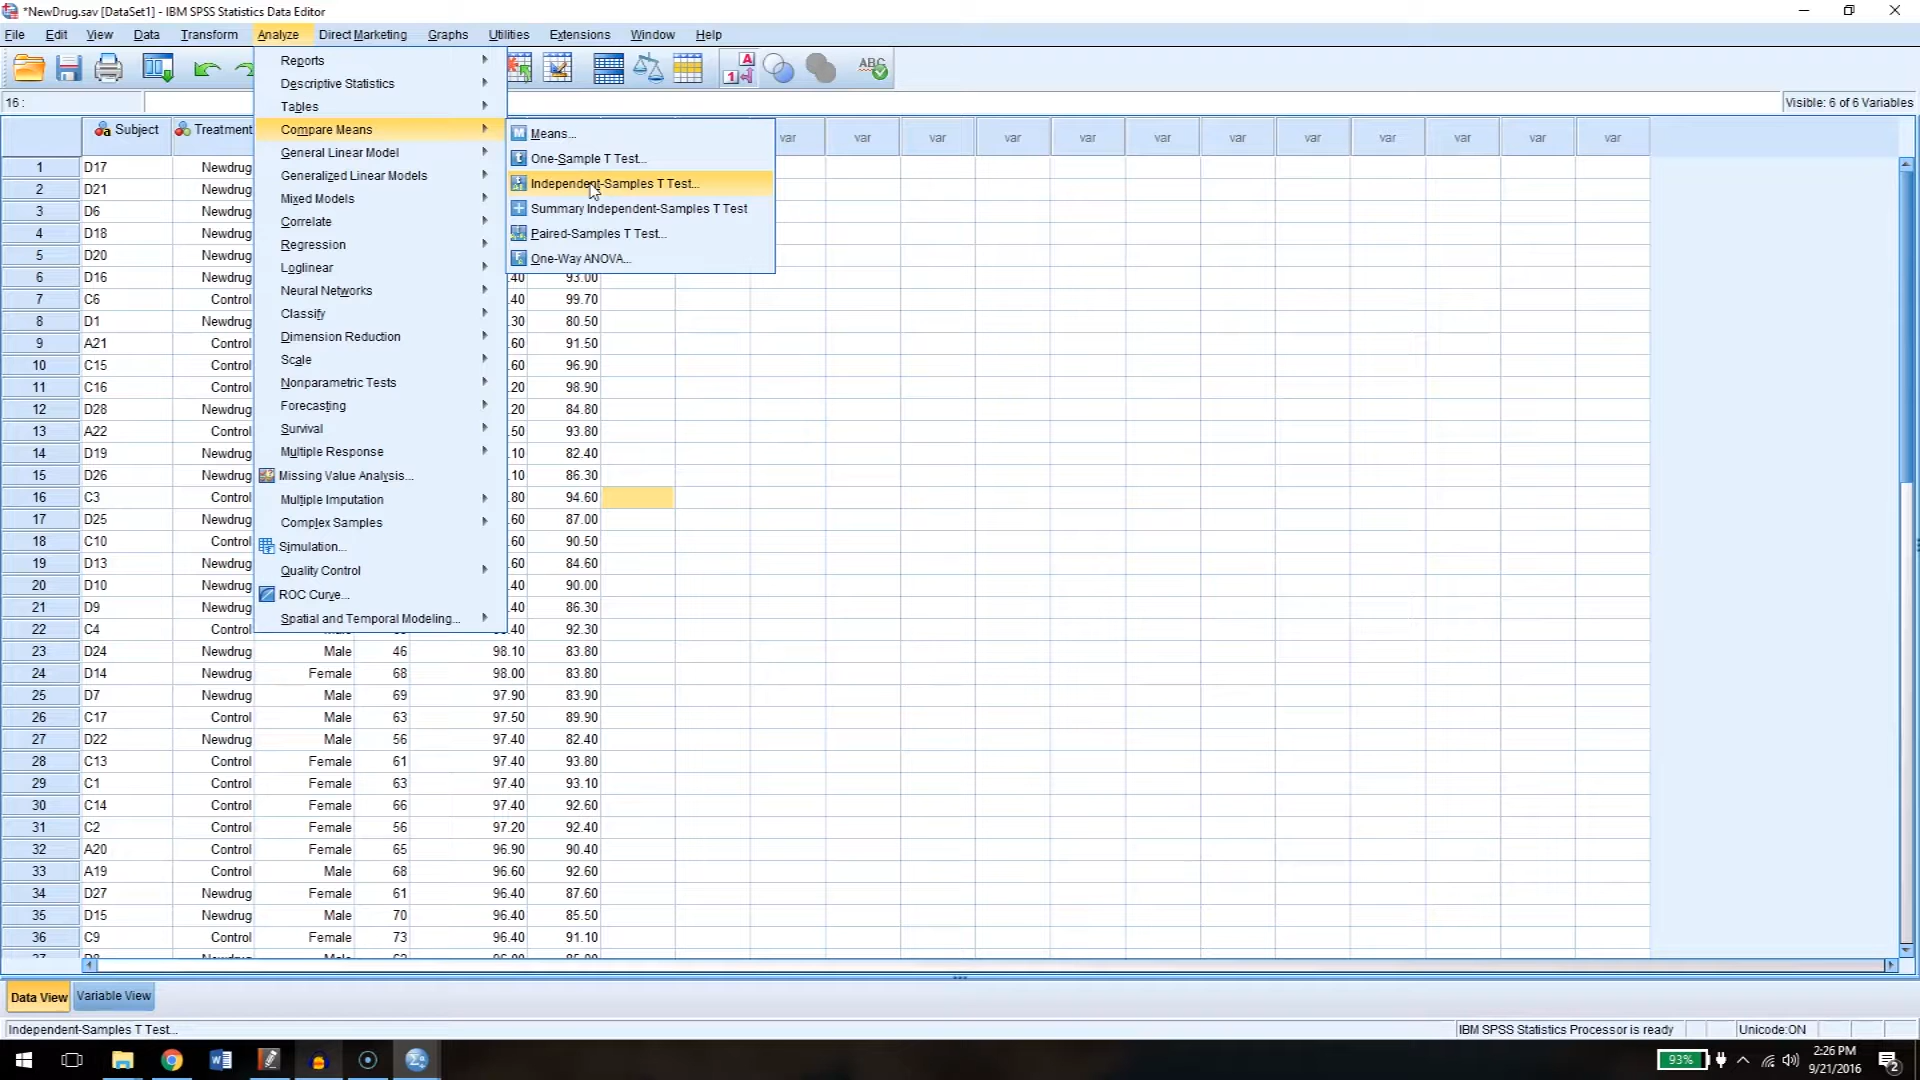 *NewDrug.sav [DataSet1] - IBM SPSS Statistics Data Editor
File Edit View Data Transform Analyze Direct Marketing Graphs Utilities Extensions Window Help
16 :
Visible: 6 of 6 Variables
Reports
Descriptive Statistics
Tables
Compare Means
General Linear Model
Generalized Linear Models
Mixed Models
Correlate
Regression
Loglinear
Neural Networks
Classify
Dimension Reduction
Scale
Nonparametric Tests
Forecasting
Survival
Multiple Response
Missing Value Analysis...
Multiple Imputation
Complex Samples
Simulation...
Quality Control
ROC Curve...
Spatial and Temporal Modeling...
Means...
One-Sample T Test...
Independent-Samples T Test...
Summary Independent-Samples T Test
Paired-Samples T Test...
One-Way ANOVA...
Subject Treatment var var var var var var var var var var var var
1 D17 Newdrug
2 D21 Newdrug
3 D6 Newdrug
4 D18 Newdrug
5 D20 Newdrug
6 D16 Newdrug .40 93.00
7 C6 Control .40 99.70
8 D1 Newdrug .30 80.50
9 A21 Control .60 91.50
10 C15 Control .60 96.90
11 C16 Control .20 98.90
12 D28 Newdrug .20 84.80
13 A22 Control .50 93.80
14 D19 Newdrug .10 82.40
15 D26 Newdrug .10 86.30
16 C3 Control .80 94.60
17 D25 Newdrug .60 87.00
18 C10 Control .60 90.50
19 D13 Newdrug .60 84.60
20 D10 Newdrug .40 90.00
21 D9 Newdrug .40 86.30
22 C4 Control .40 92.30
23 D24 Newdrug Male 46 98.10 83.80
24 D14 Newdrug Female 68 98.00 83.80
25 D7 Newdrug Male 69 97.90 83.90
26 C17 Control Male 63 97.50 89.90
27 D22 Newdrug Male 56 97.40 82.40
28 C13 Control Female 61 97.40 93.80
29 C1 Control Female 63 97.40 93.10
30 C14 Control Female 66 97.40 92.60
31 C2 Control Female 56 97.20 92.40
32 A20 Control Female 65 96.90 90.40
33 A19 Control Male 68 96.60 92.60
34 D27 Newdrug Female 61 96.40 87.60
35 D15 Newdrug Male 70 96.40 85.50
36 C9 Control Female 73 96.40 91.10
Data View Variable View
Independent-Samples T Test...
IBM SPSS Statistics Processor is ready Unicode:ON
93%
2:26 PM
9/21/2016
2